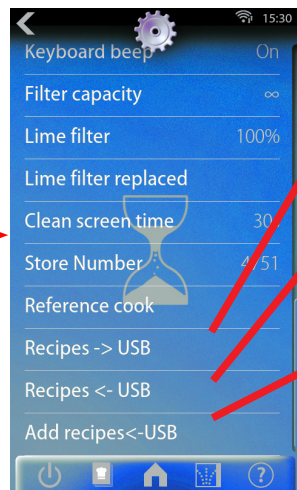 15:30
Keyboard beep On
Filter capacity ∞
Lime filter 100%
Lime filter replaced
Clean screen time
Store Number
Reference cook
Recipes -> USB
Recipes <- USB
Add recipes<-USB
?